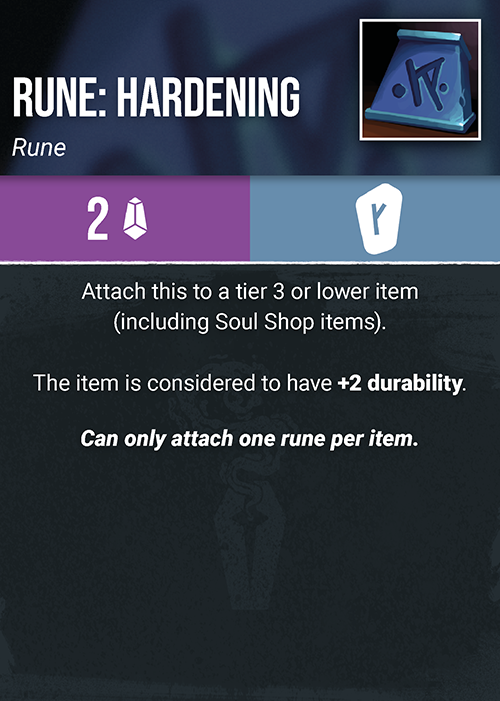 RUNE: HARDENING
Rune
2
Attach this to a tier 3 or lower item
(including Soul Shop items).
The item is considered to have +2 durability.
Can only attach one rune per item.